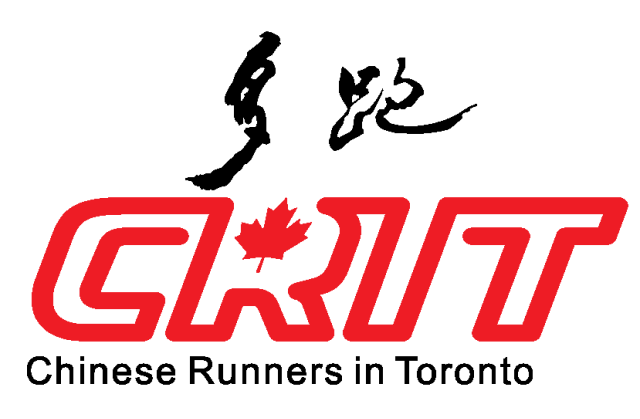 多跑
CRIT
Chinese Runners in Toronto